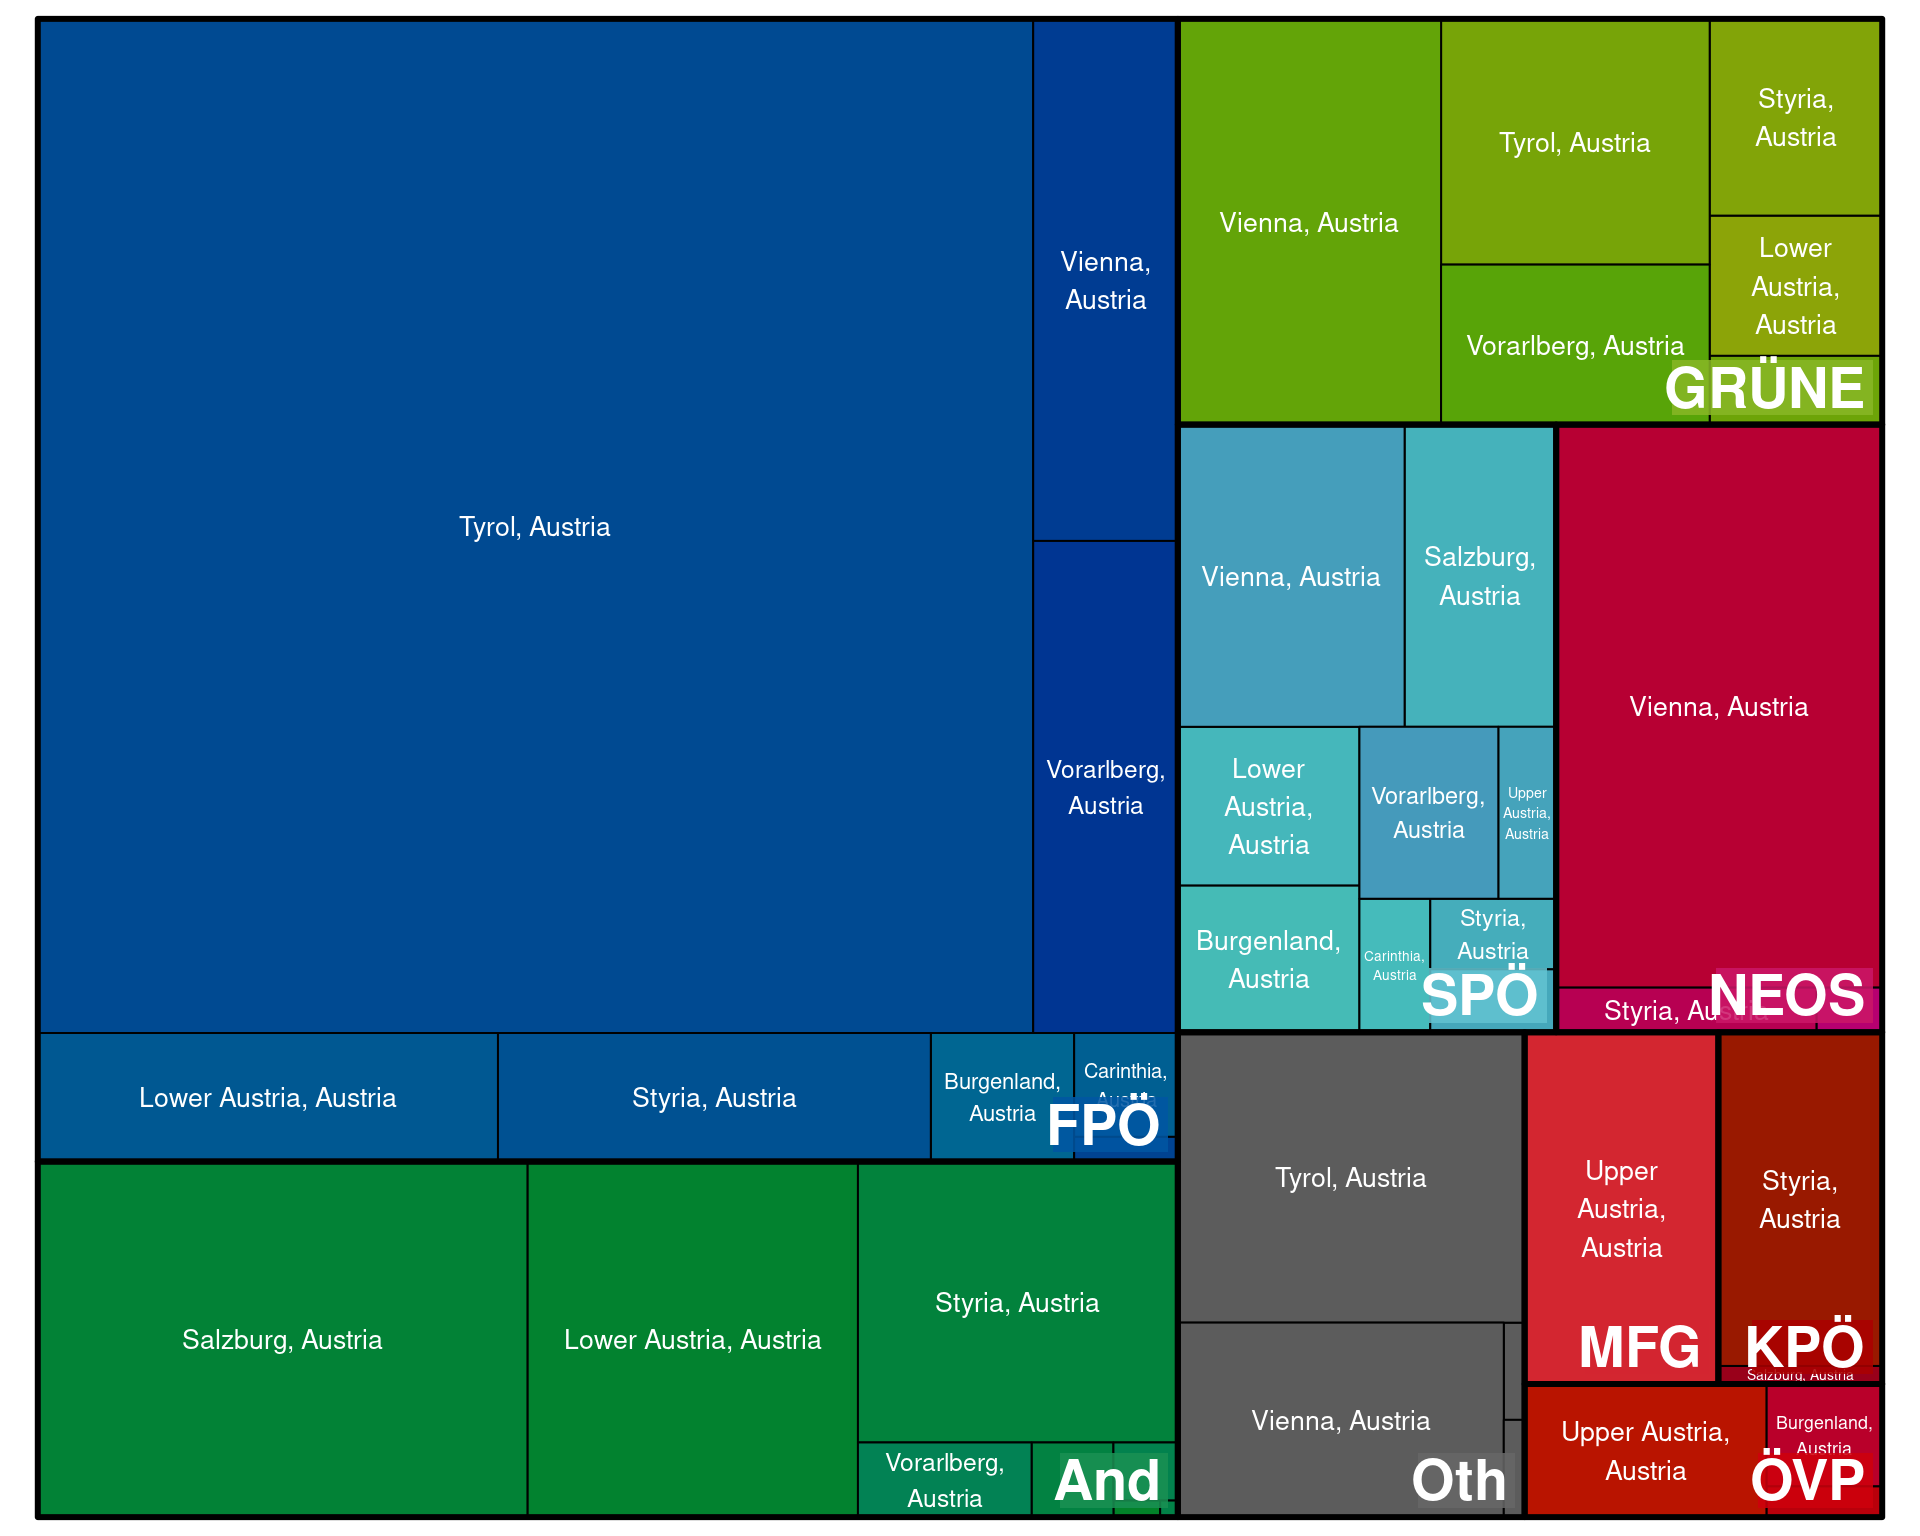 Tyrol, Austria
Vienna,
Austria
Vorarlberg,
Austria
Lower Austria, Austria
Styria, Austria
Burgenland,
Austria
Carinthia,
Austria
FPÖ
Salzburg, Austria
Lower Austria, Austria
Styria, Austria
Vorarlberg,
Austria
And
Vienna, Austria
Tyrol, Austria
Vorarlberg, Austria
Styria,
Austria
Lower
Austria,
Austria
GRÜNE
Vienna, Austria
Salzburg,
Austria
Lower
Austria,
Austria
Burgenland,
Austria
Vorarlberg,
Austria
Upper
Austria,
Austria
Carinthia,
Austria
Styria,
Austria
SPÖ
Vienna, Austria
Styria, Austria
NEOS
Tyrol, Austria
Vienna, Austria
Oth
Upper
Austria,
Austria
MFG
Styria,
Austria
Salzburg, Austria
KPÖ
Upper Austria,
Austria
Burgenland,
Austria
ÖVP